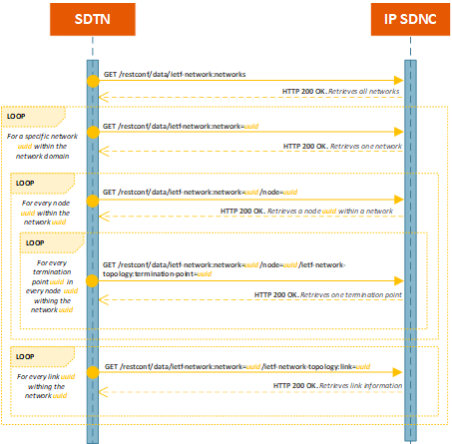 SDTN
IP SDNC
GET /restconf/data/ietf-network:networks
HTTP 200 OK. Retrieves all networks
LOOP
For a specific network
uuid within the
network domain
GET /restconf/data/ietf-network:network=uuid
HTTP 200 OK. Retrieves one network
LOOP
For every node
uuid within the
network uuid
GET /restconf/data/ietf-network:network=uuid/node=uuid
HTTP 200 OK. Retrieves a node uuid within a network
LOOP
For every
termination
point uuid in
every node uuid
withing the
network uuid
GET /restconf/data/ietf-network:network=uuid/node=uuid/ietf-network-
topology:termination-point=uuid
HTTP 200 OK. Retrieves one termination point
LOOP
For every link uuid
withing the
network uuid
GET /restconf/data/ietf-network:network=uuid/ietf-network-topology:link=uuid
HTTP 200 OK. Retrieves link information